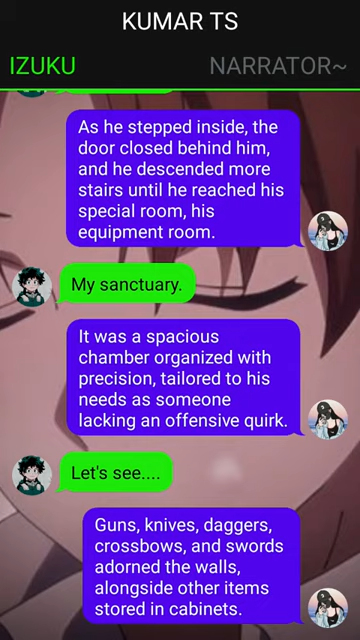 KUMAR TS
IZUKU
NARRATOR~
As he stepped inside, the
door closed behind him,
and he descended more
stairs until he reached his
special room, his
equipment room.
My sanctuary.
It was a spacious
chamber organized with
precision, tailored to his
needs as someone
lacking an offensive quirk.
Let's see....
Guns, knives, daggers,
crossbows, and swords
adorned the walls,
alongside other items
stored in cabinets.